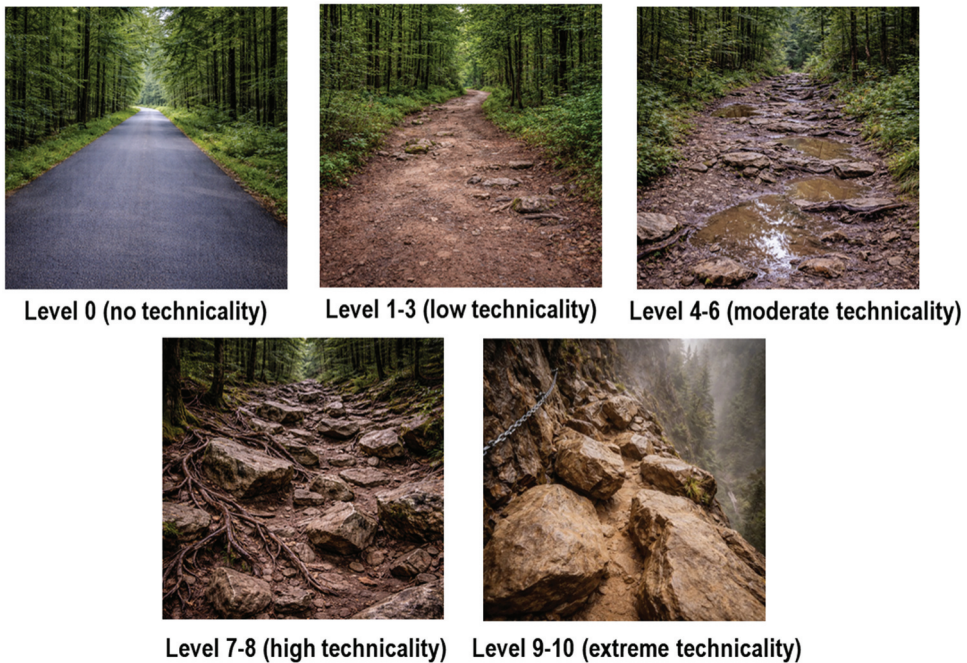 Level 0 (no technicality)
Level 1-3 (low technicality)
Level 4-6 (moderate technicality)
Level 7-8 (high technicality)
Level 9-10 (extreme technicality)